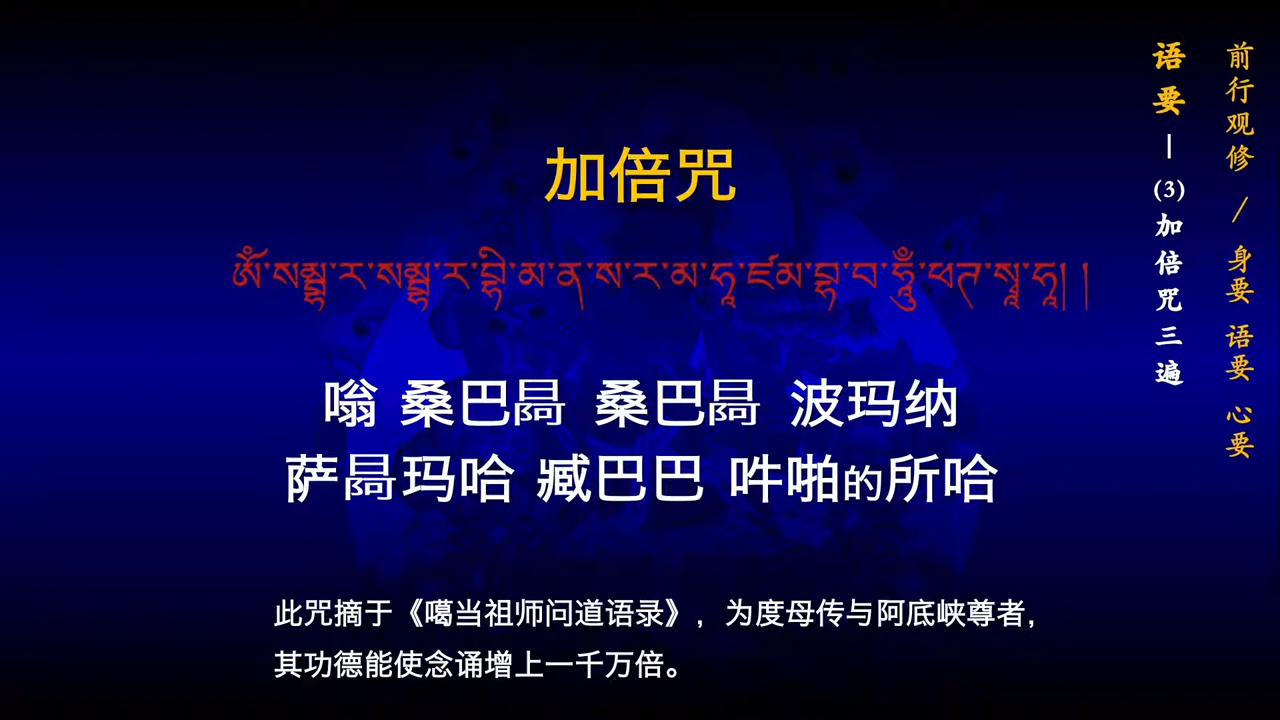 前行观修 / 身要 语要 心要
语要 — (3)加倍咒三遍
加倍咒
ༀ་སམྦྷ་ར་སམྦྷ་ར་བྷི་མ་ན་ས་ར་མ་ཧཱ་ཛམ་བྷ་བ་ཧཱུྃ་ཕཊ་སྭཱ་ཧཱ། །
嗡 桑巴 桑巴 波玛纳
萨玛哈 臧巴巴 吽啪的所哈
此咒摘于《噶当祖师问道语录》，为度母传与阿底峡尊者，
其功德能使念诵增上一千万倍。